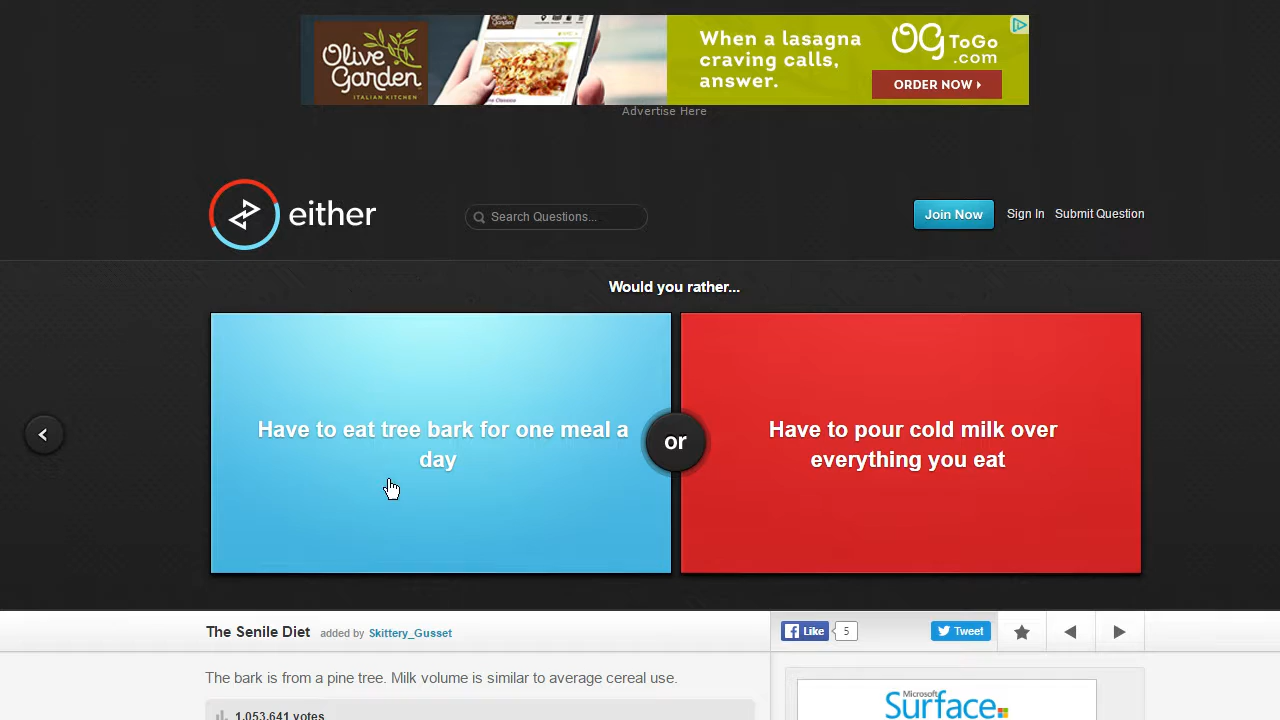 Olive
Garden
ITALIAN KITCHEN
When a lasagna
craving calls,
answer.
OG ToGo
.com
ORDER NOW
Advertise Here
either
Search Questions...
Join Now
Sign In
Submit Question
Would you rather...
Have to eat tree bark for one meal a
day
or
Have to pour cold milk over
everything you eat
The Senile Diet added by Skittery_Gusset
Like
5
Tweet
The bark is from a pine tree. Milk volume is similar to average cereal use.
1,053,641 votes
Microsoft
Surface